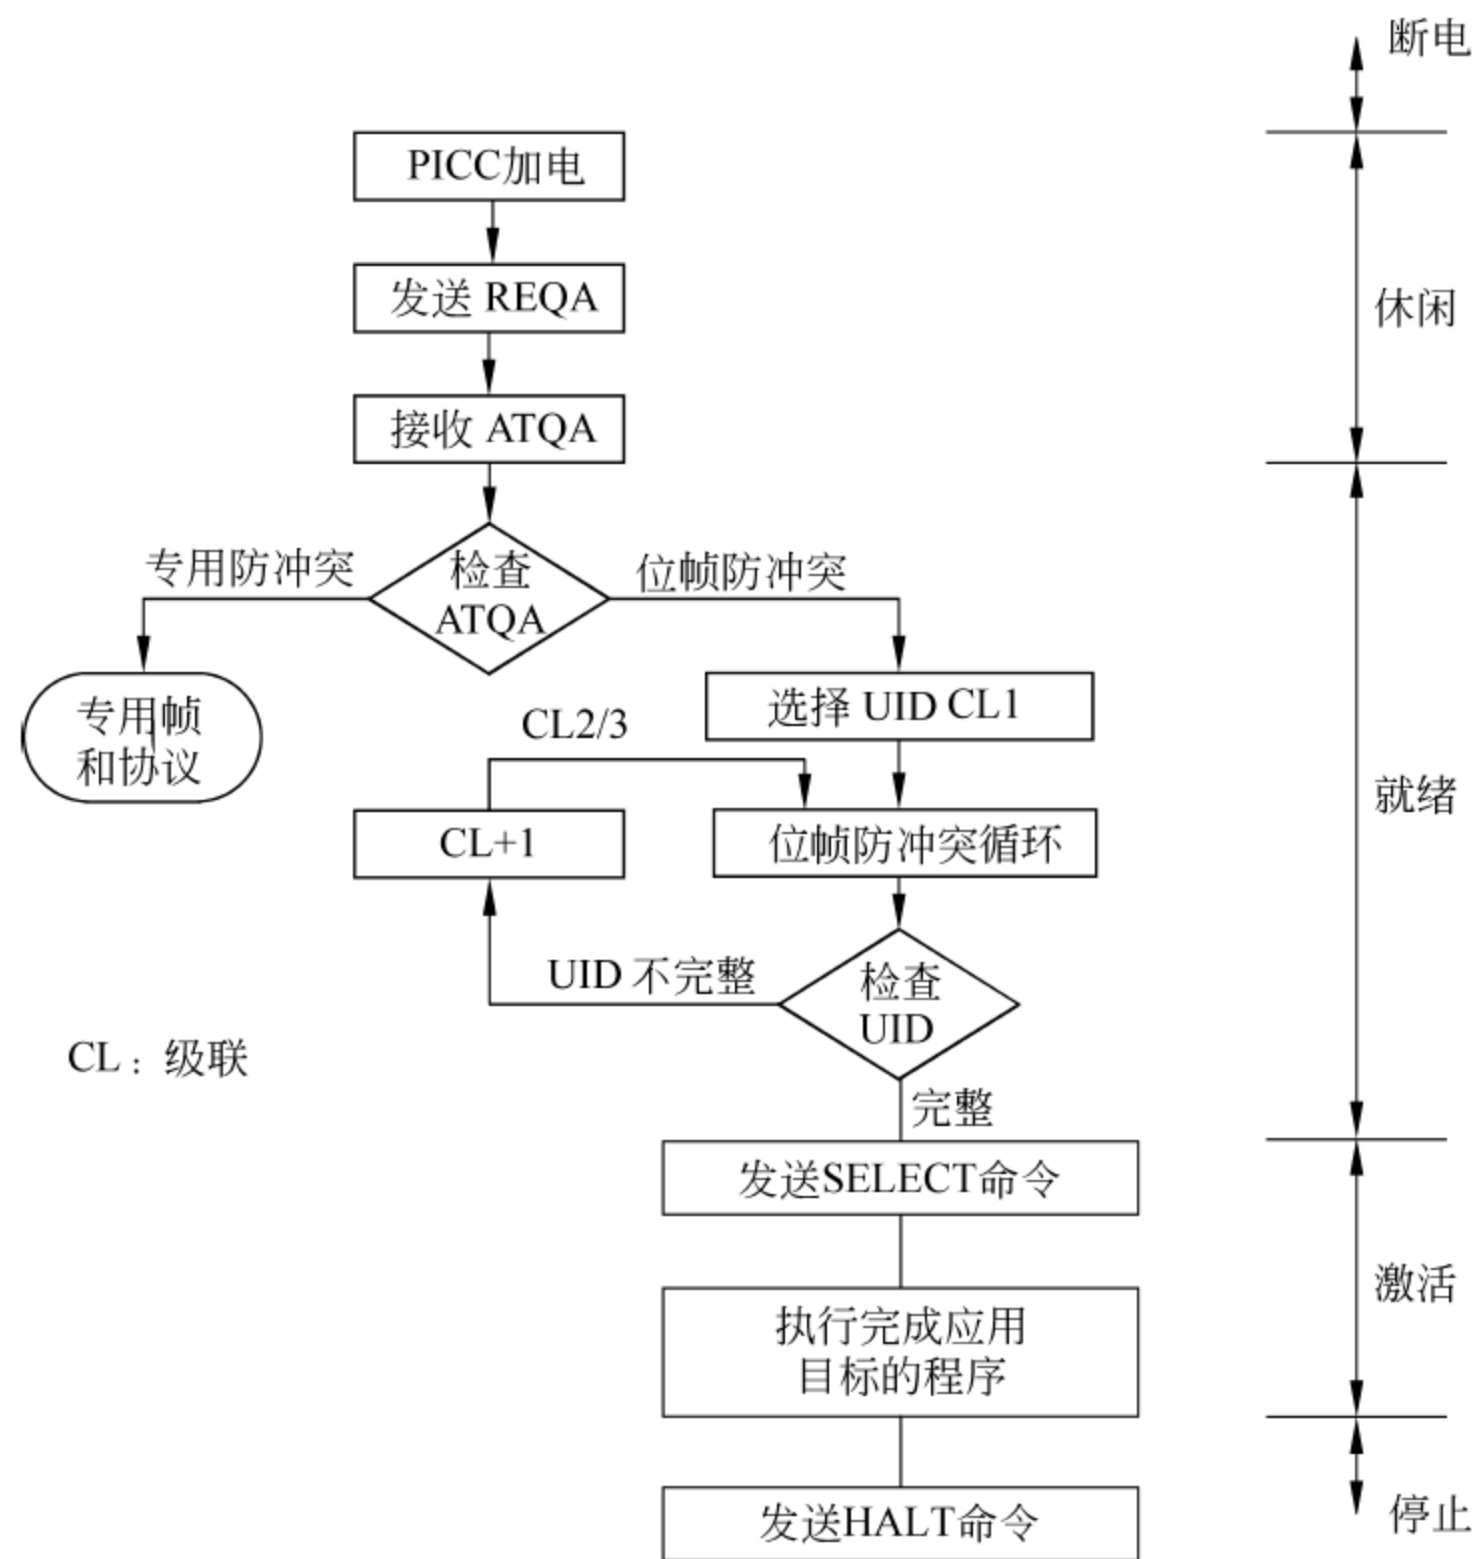 断电
PICC加电
发送 REQA
休闲
接收 ATQA
专用防冲突
检查
ATQA
位帧防冲突
专用帧
和协议
选择 UID CL1
CL2/3
CL+1
位帧防冲突循环
就绪
UID 不完整
检查
UID
CL：级联
完整
发送SELECT命令
激活
执行完成应用
目标的程序
发送HALT命令
停止